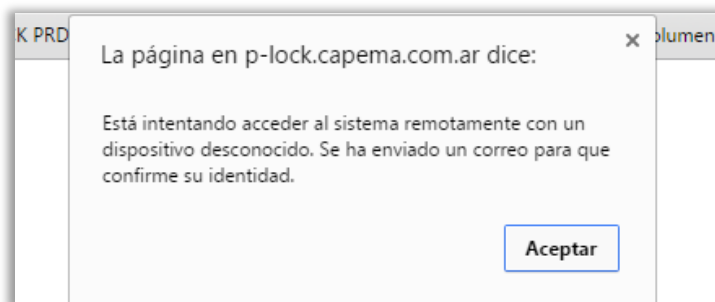 K PRD
La página en p-lock.capema.com.ar dice:
×
olumen
Está intentando acceder al sistema remotamente con un
dispositivo desconocido. Se ha enviado un correo para que
confirme su identidad.
Aceptar